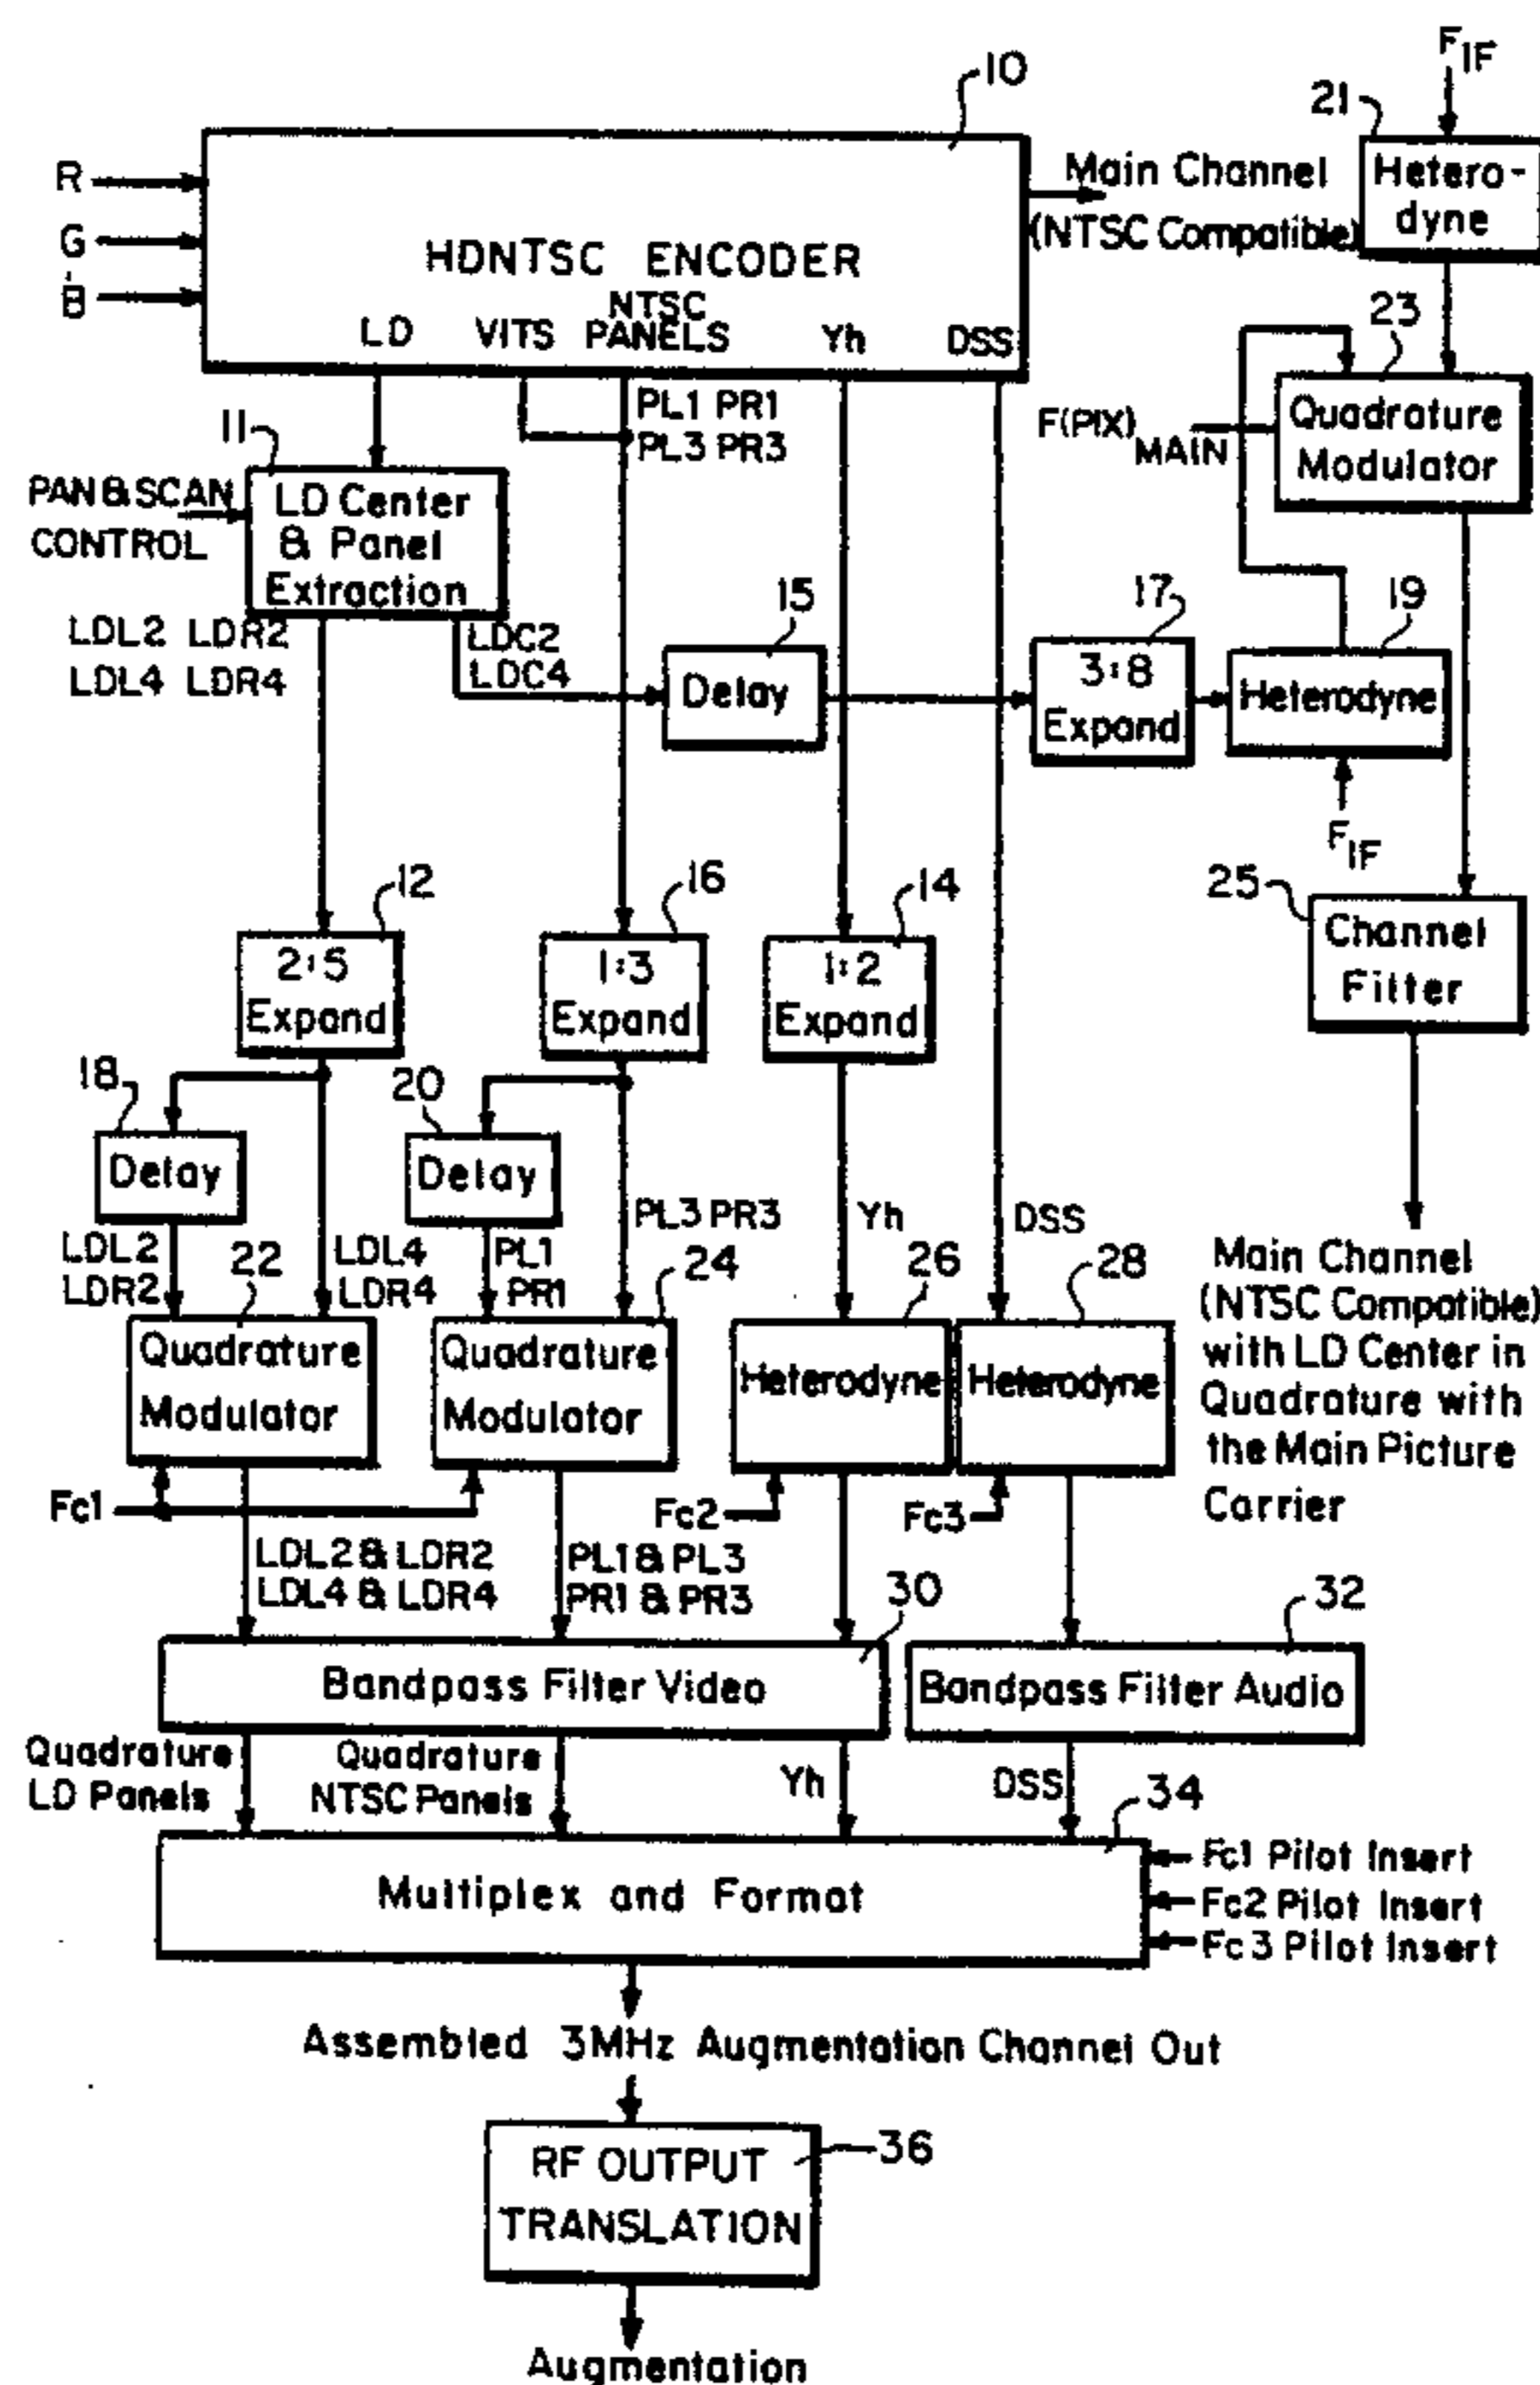 10
F IF
21
R
G
B
HDNTSC ENCODER
LD
VITS
NTSC
PANELS
Yh
DSS
Main Channel
(NTSC Compatible)
Hetero-
dyne
23
PL1 PR1
PL3 PR3
F(PIX) MAIN
Quadrature
Modulator
11
PAN & SCAN
CONTROL
LD Center
& Panel
Extraction
LDL2 LDR2
LDL4 LDR4
LDC2
LDC4
15
Delay
17
3:8
Expand
19
Heterodyne
F IF
12
2:5
Expand
16
1:3
Expand
14
1:2
Expand
25
Channel
Filter
18
Delay
20
Delay
LDL2
LDR2
22
LDL4
LDR4
PL1
PR1
PL3 PR3
24
Yh
26
DSS
28
Main Channel
(NTSC Compatible)
with LD Center in
Quadrature with
the Main Picture
Carrier
Quadrature
Modulator
Quadrature
Modulator
Heterodyne
Heterodyne
Fc1
Fc2
Fc3
LDL2 & LDR2
LDL4 & LDR4
PL1 & PL3
PR1 & PR3
30
32
Bandpass Filter Video
Bandpass Filter Audio
Quadrature
LD Panels
Quadrature
NTSC Panels
Yh
DSS
34
Multiplex and Format
Fc1 Pilot Insert
Fc2 Pilot Insert
Fc3 Pilot Insert
Assembled 3MHz Augmentation Channel Out
RF OUTPUT
TRANSLATION
36
Augmentation